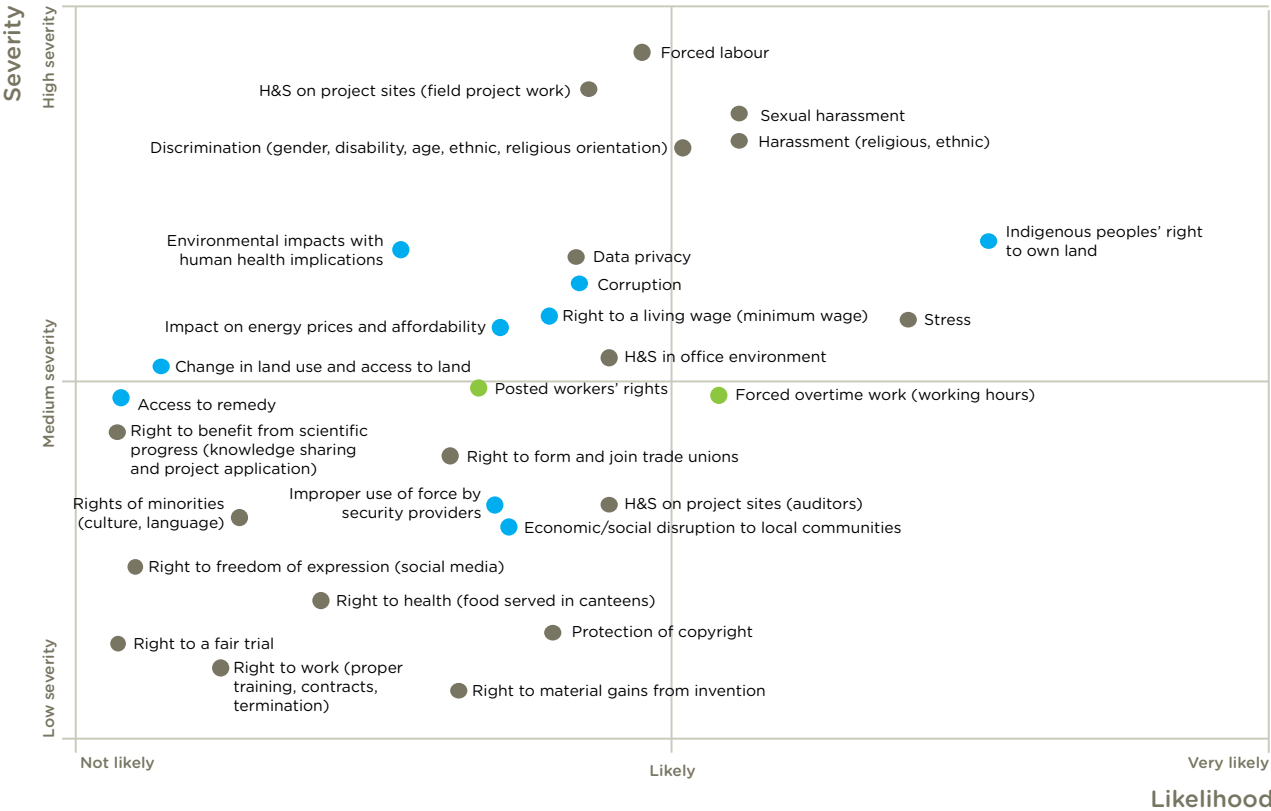 Severity
High severity
Medium severity
Low severity
Forced labour
H&S on project sites (field project work)
Sexual harassment
Harassment (religious, ethnic)
Discrimination (gender, disability, age, ethnic, religious orientation)
Indigenous peoples’ right
to own land
Environmental impacts with
human health implications
Data privacy
Corruption
Right to a living wage (minimum wage)
Stress
Impact on energy prices and affordability
H&S in office environment
Change in land use and access to land
Posted workers’ rights
Forced overtime work (working hours)
Access to remedy
Right to benefit from scientific
progress (knowledge sharing
and project application)
Right to form and join trade unions
Improper use of force by
security providers
Rights of minorities
(culture, language)
H&S on project sites (auditors)
Economic/social disruption to local communities
Right to freedom of expression (social media)
Right to health (food served in canteens)
Protection of copyright
Right to a fair trial
Right to work (proper
training, contracts,
termination)
Right to material gains from invention
Not likely
Likely
Very likely
Likelihood